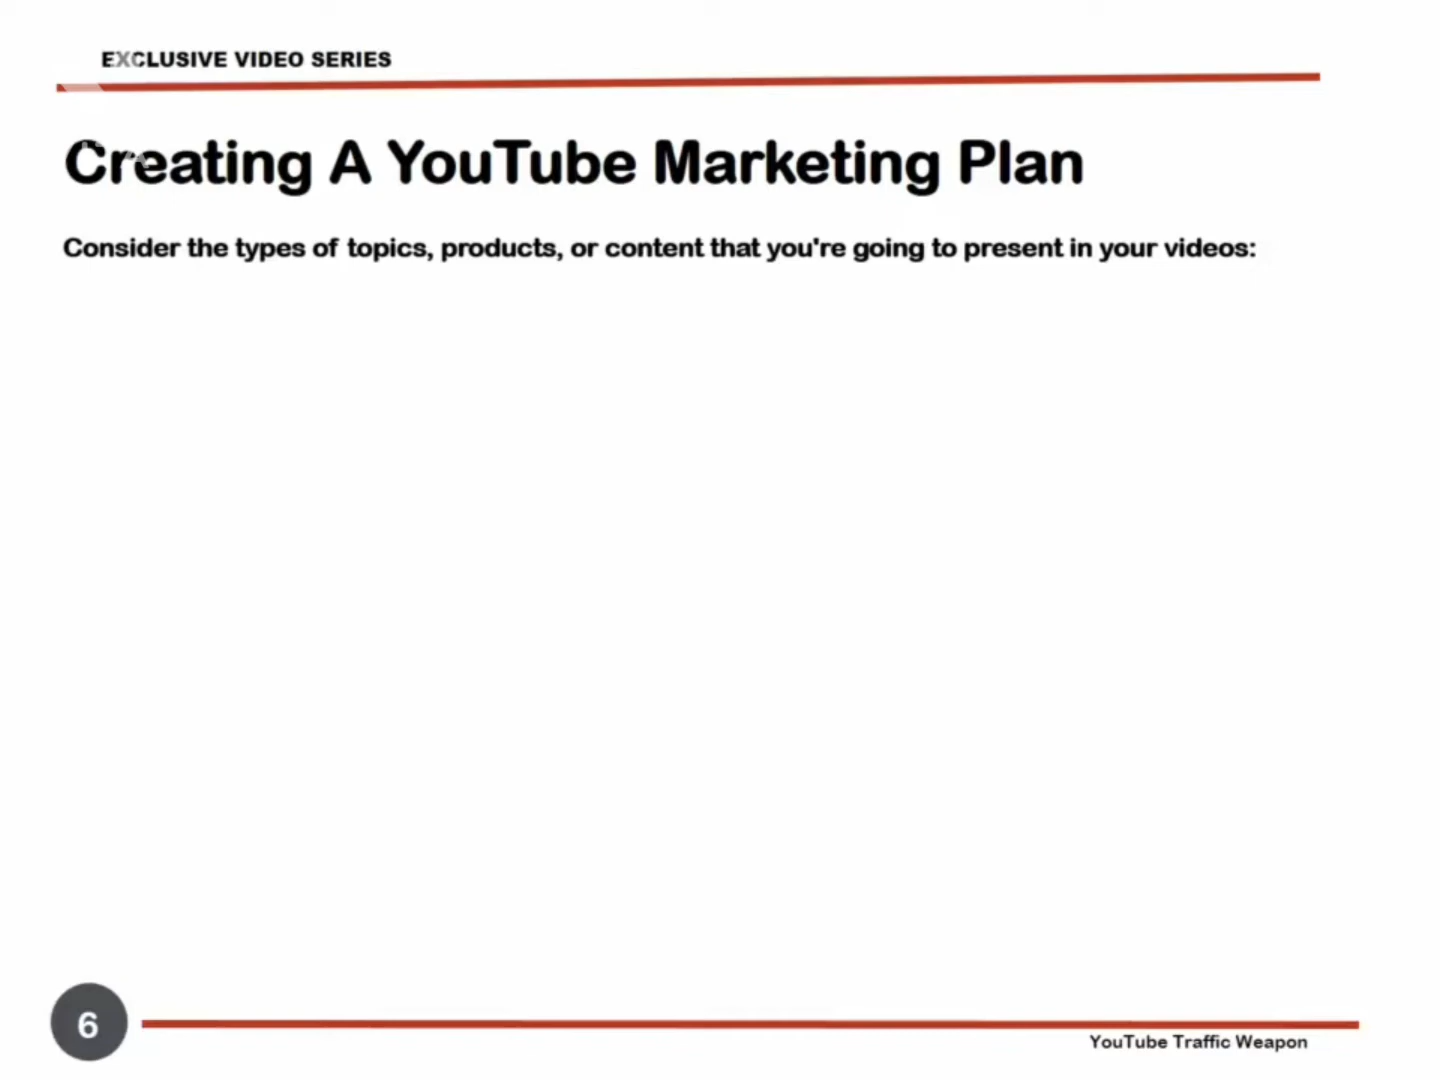 EXCLUSIVE VIDEO SERIES
Creating A YouTube Marketing Plan
Consider the types of topics, products, or content that you're going to present in your videos:
6
YouTube Traffic Weapon